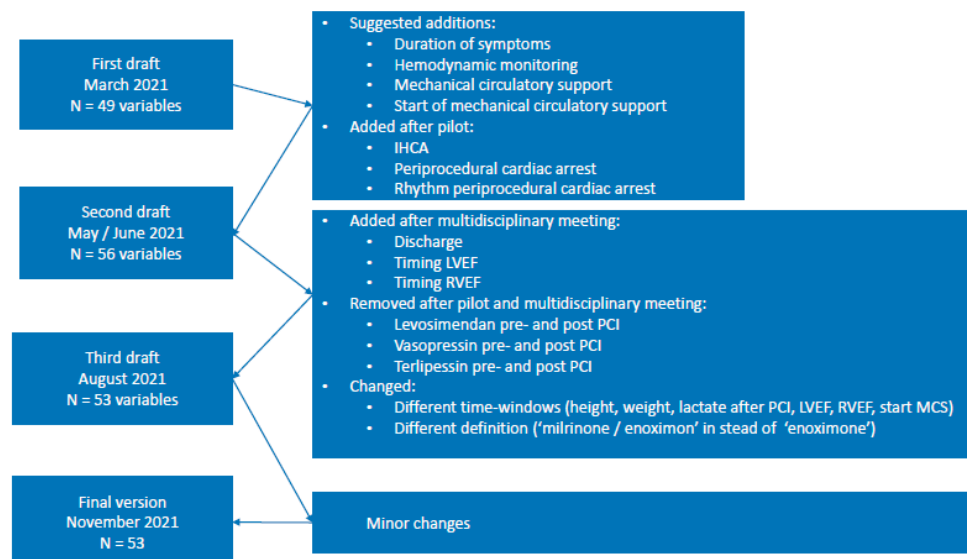 First draft
March 2021
N = 49 variables
• Suggested additions:
• Duration of symptoms
• Hemodynamic monitoring
• Mechanical circulatory support
• Start of mechanical circulatory support
• Added after pilot:
• IHCA
• Periprocedural cardiac arrest
• Rhythm periprocedural cardiac arrest
Second draft
May / June 2021
N = 56 variables
• Added after multidisciplinary meeting:
• Discharge
• Timing LVEF
• Timing RVEF
• Removed after pilot and multidisciplinary meeting:
• Levosimendan pre- and post PCI
• Vasopressin pre- and post PCI
• Terlipessin pre- and post PCI
• Changed:
• Different time-windows (height, weight, lactate after PCI, LVEF, RVEF, start MCS)
• Different definition (‘milrinone / enoximon’ in stead of ‘enoximone’)
Third draft
August 2021
N = 53 variables
Final version
November 2021
N = 53
Minor changes